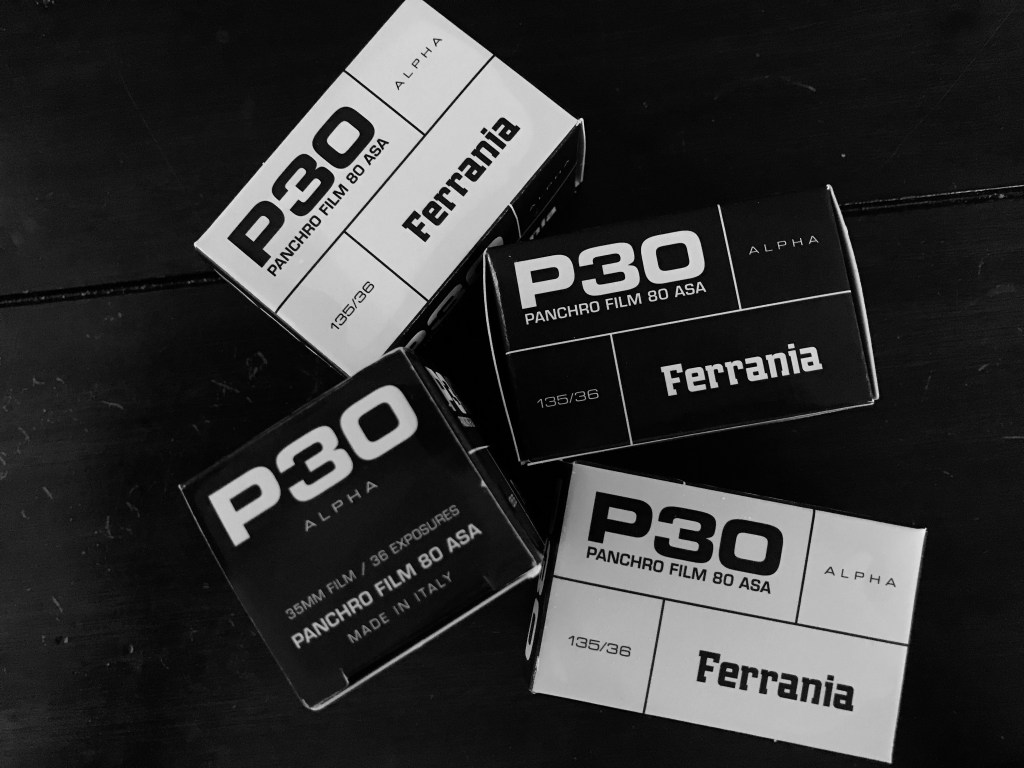 P30
ALPHA
PANCHRO FILM 80 ASA
Ferrania
135/36
P30
ALPHA
PANCHRO FILM 80 ASA
135/36
Ferrania
P30
ALPHA
35MM FILM / 36 EXPOSURES
PANCHRO FILM 80 ASA
MADE IN ITALY
P30
ALPHA
PANCHRO FILM 80 ASA
135/36
Ferrania